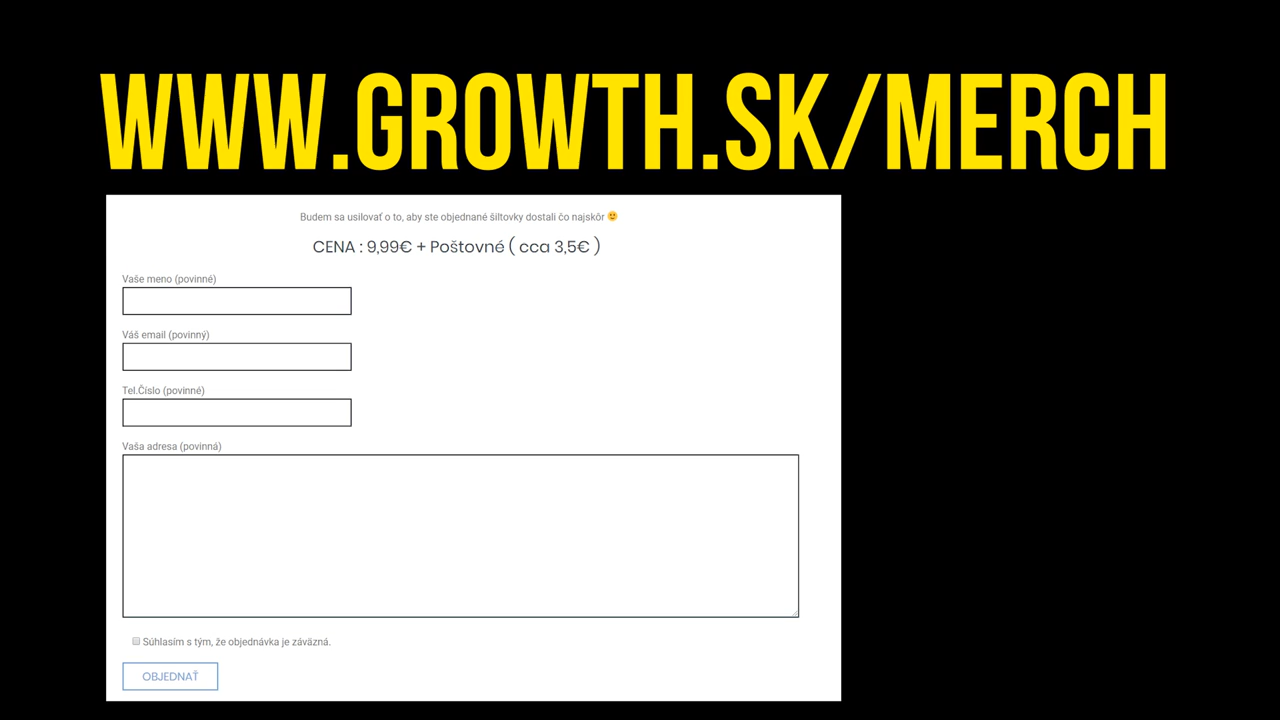 WWW.GROWTH.SK/MERCH
Budem sa usilovať o to, aby ste objednané šiltovky dostali čo najskôr 🙂
CENA : 9,99€ + Poštovné ( cca 3,5€ )
Vaše meno (povinné)
Váš email (povinný)
Tel.Číslo (povinné)
Vaša adresa (povinná)
Súhlasím s tým, že objednávka je záväzná.
OBJEDNAŤ